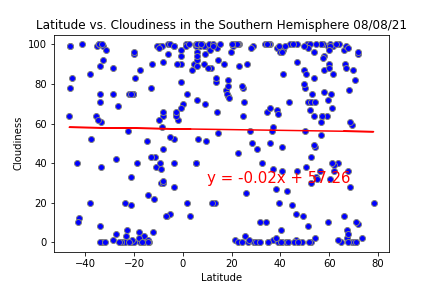 Latitude vs. Cloudiness in the Southern Hemisphere 08/08/21
100
80
60
40
20
0
Cloudiness
y = -0.02x + 57.26
−40 −20 0 20 40 60 80
Latitude